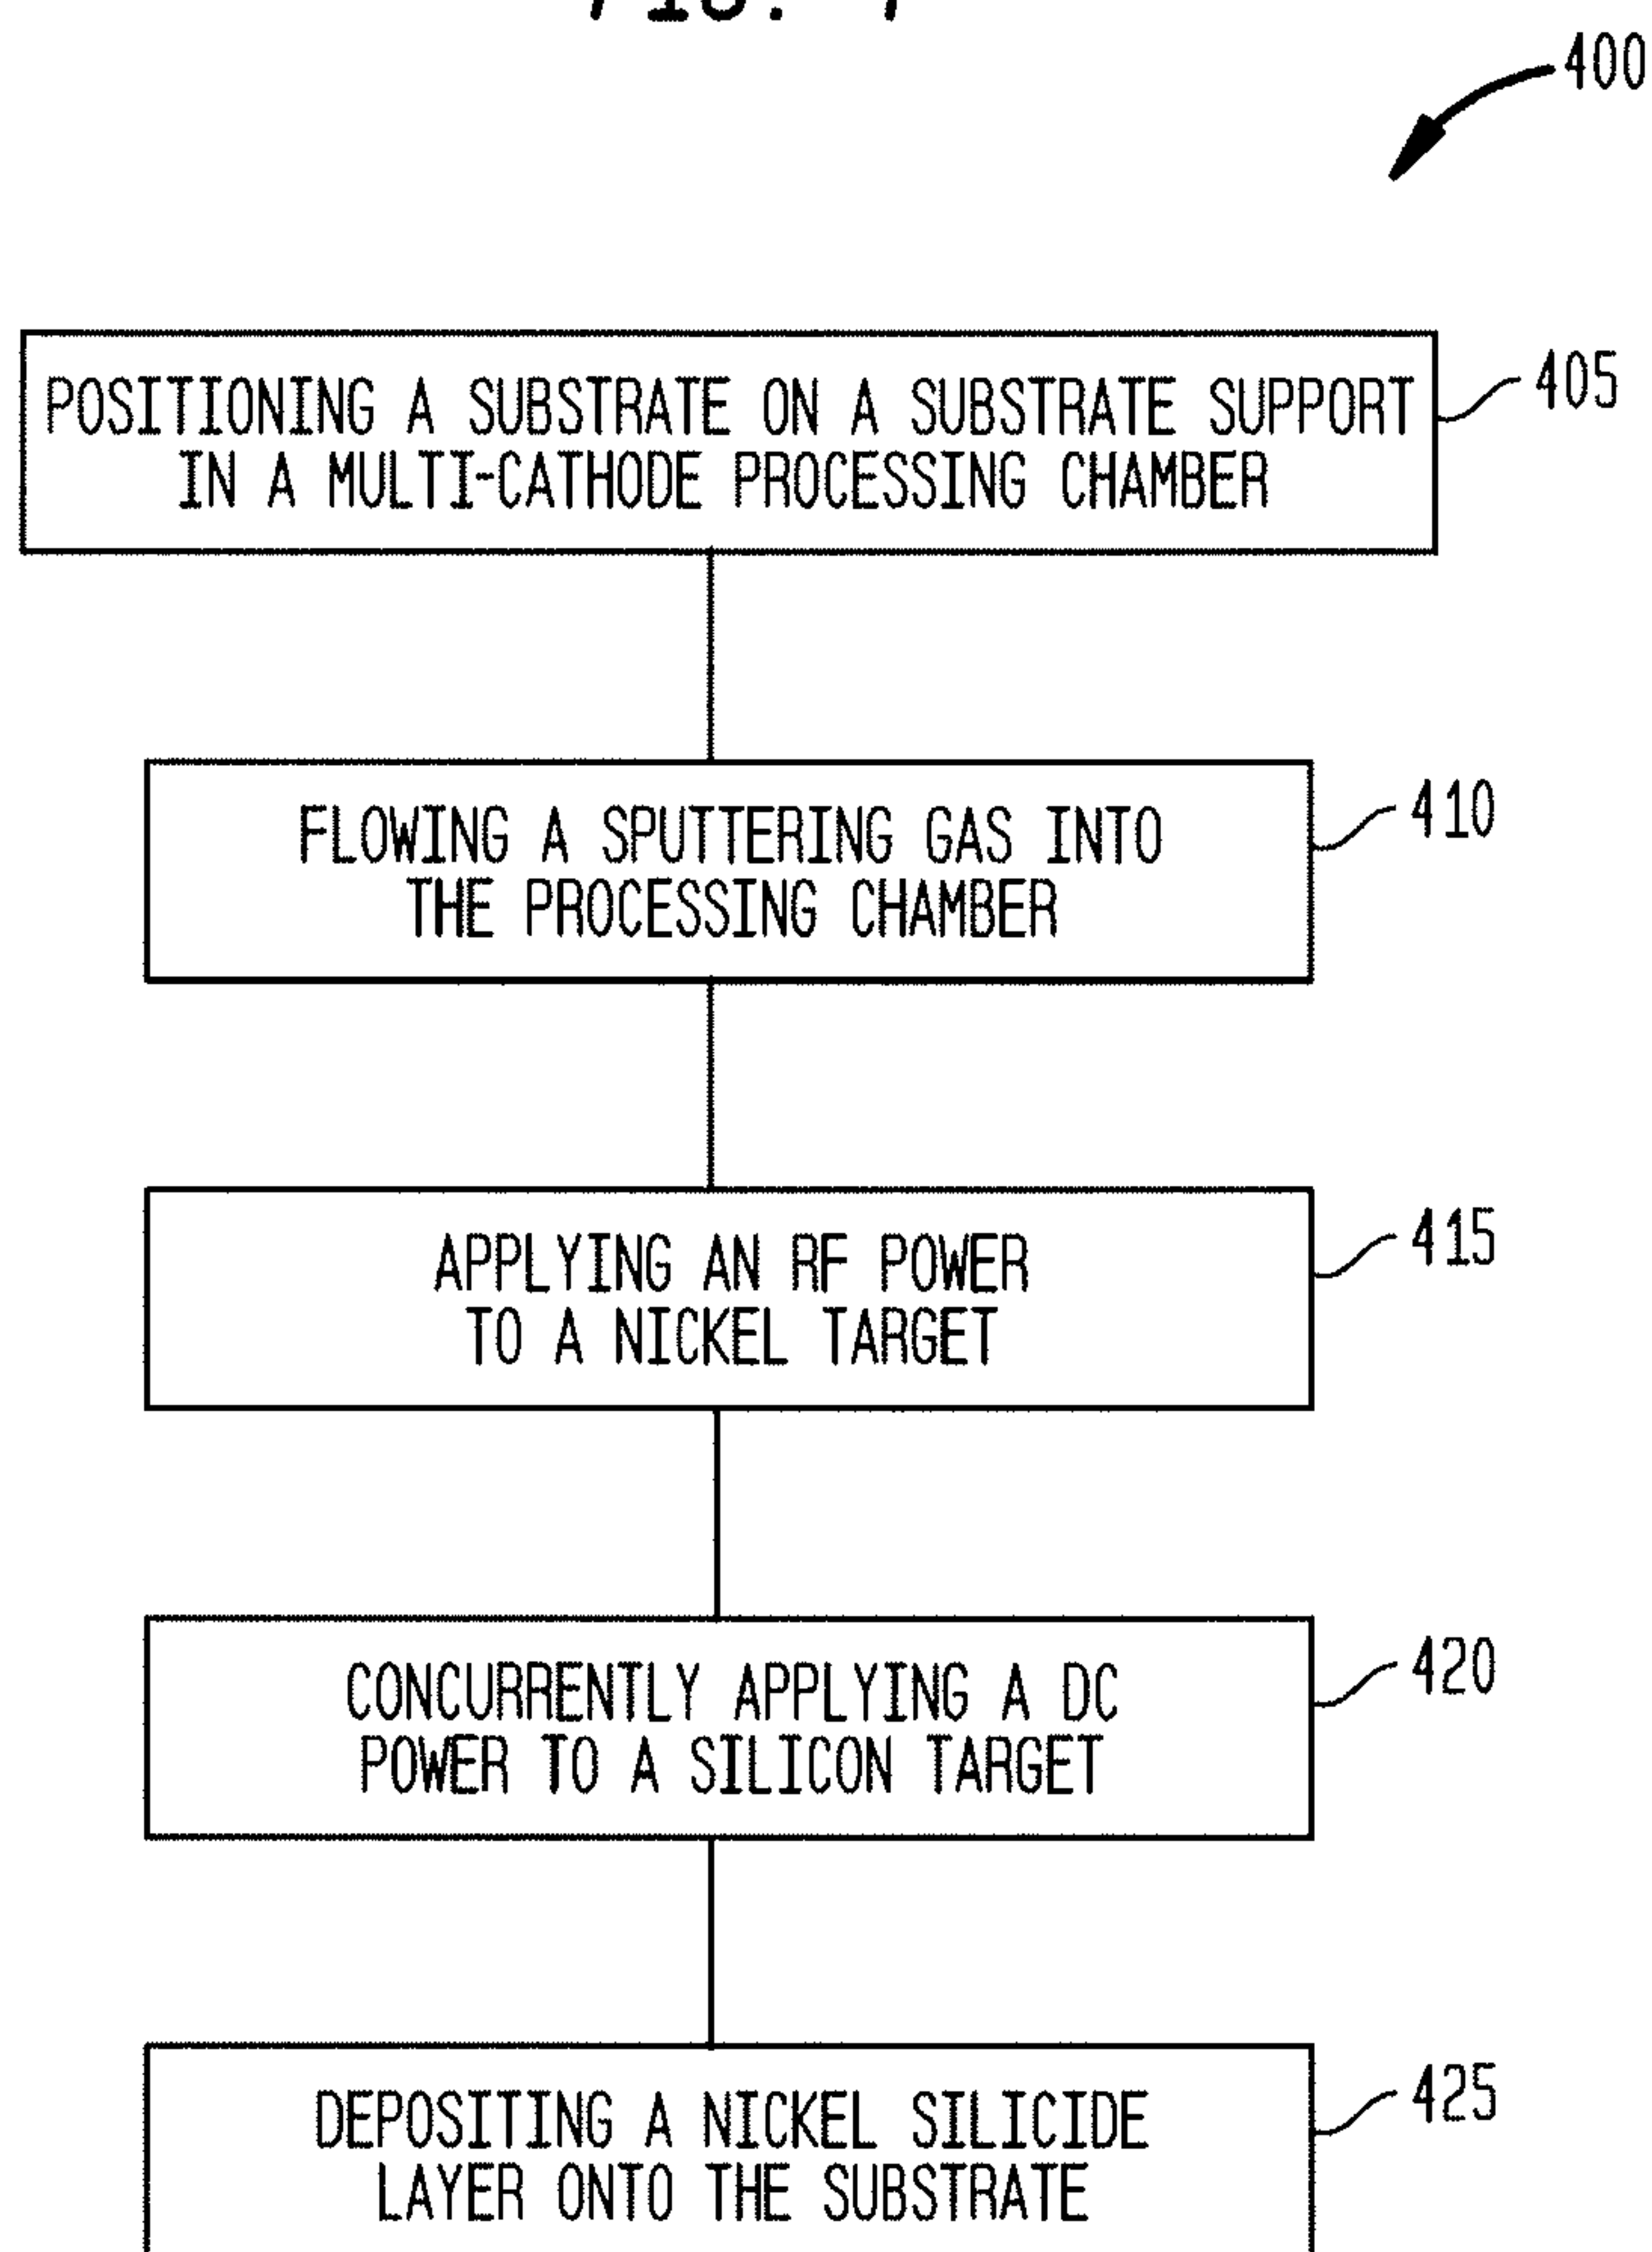 400
POSITIONING A SUBSTRATE ON A SUBSTRATE SUPPORT
IN A MULTI-CATHODE PROCESSING CHAMBER
405
FLOWING A SPUTTERING GAS INTO
THE PROCESSING CHAMBER
410
APPLYING AN RF POWER
TO A NICKEL TARGET
415
CONCURRENTLY APPLYING A DC
POWER TO A SILICON TARGET
420
DEPOSITING A NICKEL SILICIDE
LAYER ONTO THE SUBSTRATE
425